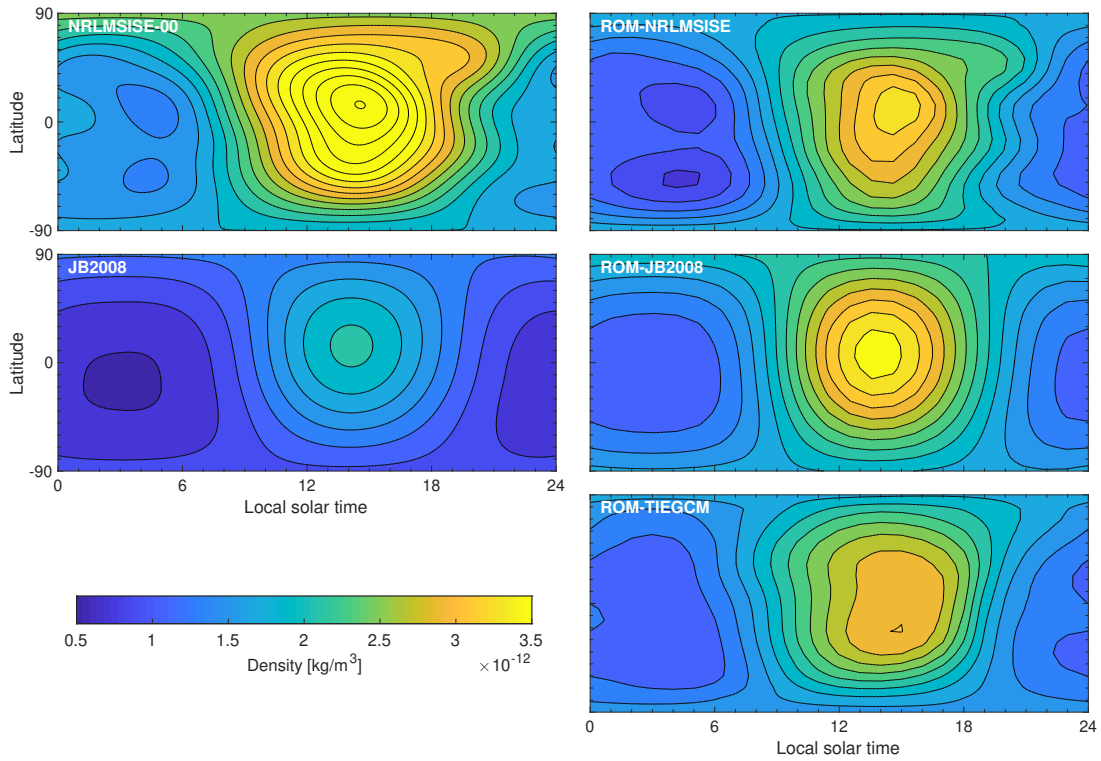 90
NRLMSISE-00
ROM-NRLMSISE
Latitude
0
-90
90
JB2008
ROM-JB2008
Latitude
0
-90
0
6
12
18
24
Local solar time
ROM-TIEGCM
0.5
1
1.5
2
2.5
3
3.5
Density [kg/m³]
×10⁻¹²
0
6
12
18
24
Local solar time